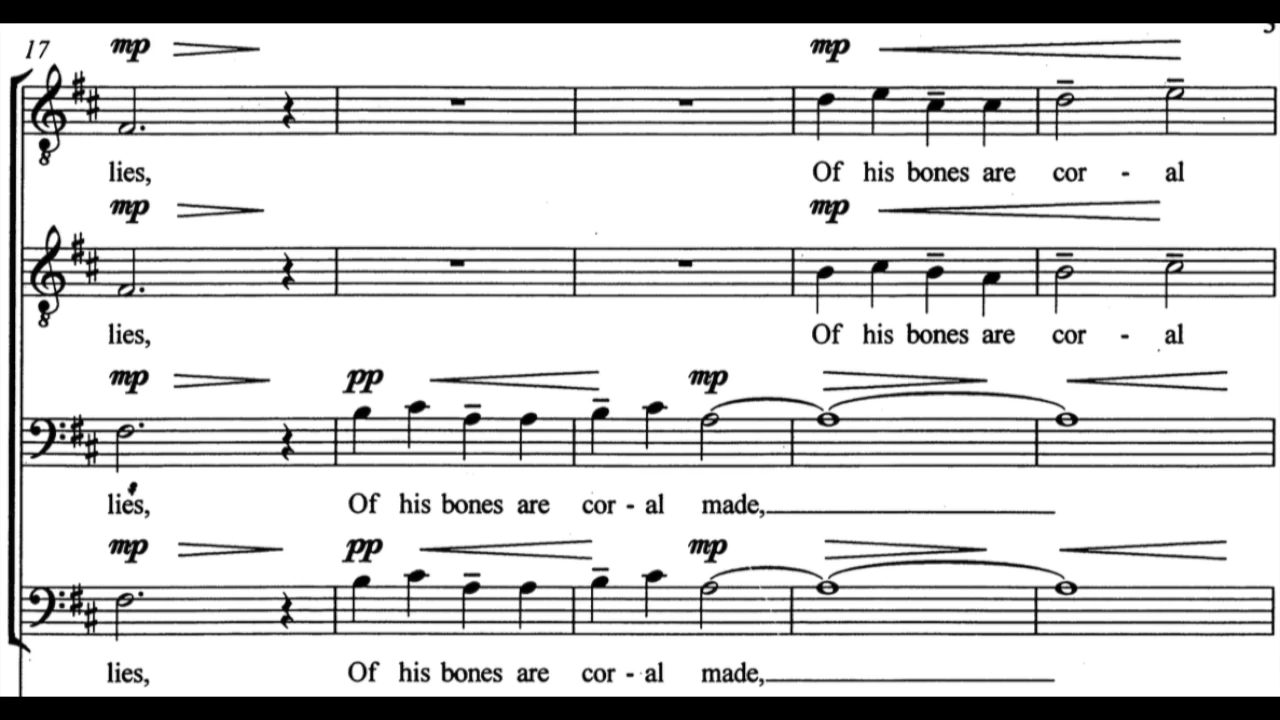 3
17 mp mp
lies, Of his bones are cor - al
mp mp
lies, Of his bones are cor - al
mp pp mp
lies, Of his bones are cor - al made,
mp pp mp
lies, Of his bones are cor - al made,